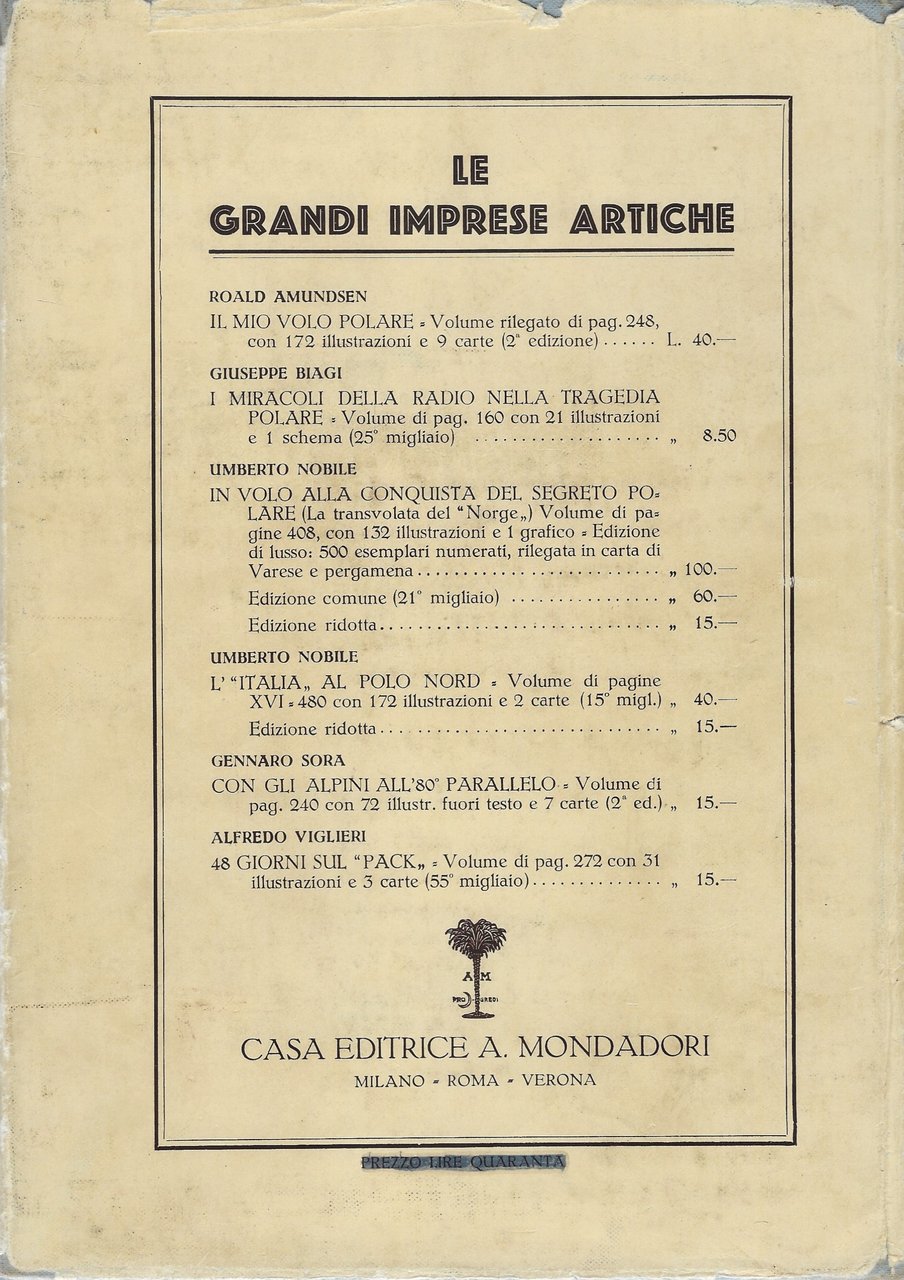 LE
GRANDI IMPRESE ARTICHE
ROALD AMUNDSEN
IL MIO VOLO POLARE = Volume rilegato di pag. 248,
con 172 illustrazioni e 9 carte (2ª edizione) ...... L. 40.—
GIUSEPPE BIAGI
I MIRACOLI DELLA RADIO NELLA TRAGEDIA
POLARE = Volume di pag. 160 con 21 illustrazioni
e 1 schema (25° migliaio) .................... „ 8.50
UMBERTO NOBILE
IN VOLO ALLA CONQUISTA DEL SEGRETO PO=
LARE (La transvolata del “Norge„) Volume di pa=
gine 408, con 132 illustrazioni e 1 grafico = Edizione
di lusso: 500 esemplari numerati, rilegata in carta di
Varese e pergamena .......................... „ 100.—
Edizione comune (21° migliaio) ................ „ 60.—
Edizione ridotta .............................. „ 15.—
UMBERTO NOBILE
L' “ITALIA„ AL POLO NORD = Volume di pagine
XVI = 480 con 172 illustrazioni e 2 carte (15° migl.) „ 40.—
Edizione ridotta .............................. „ 15.—
GENNARO SORA
CON GLI ALPINI ALL'80° PARALLELO = Volume di
pag. 240 con 72 illustr. fuori testo e 7 carte (2ª ed.) „ 15.—
ALFREDO VIGLIERI
48 GIORNI SUL “PACK„ = Volume di pag. 272 con 31
illustrazioni e 3 carte (55° migliaio) .............. „ 15.—
A M
PRO GREDI
CASA EDITRICE A. MONDADORI
MILANO = ROMA = VERONA
PREZZO LIRE QUARANTA